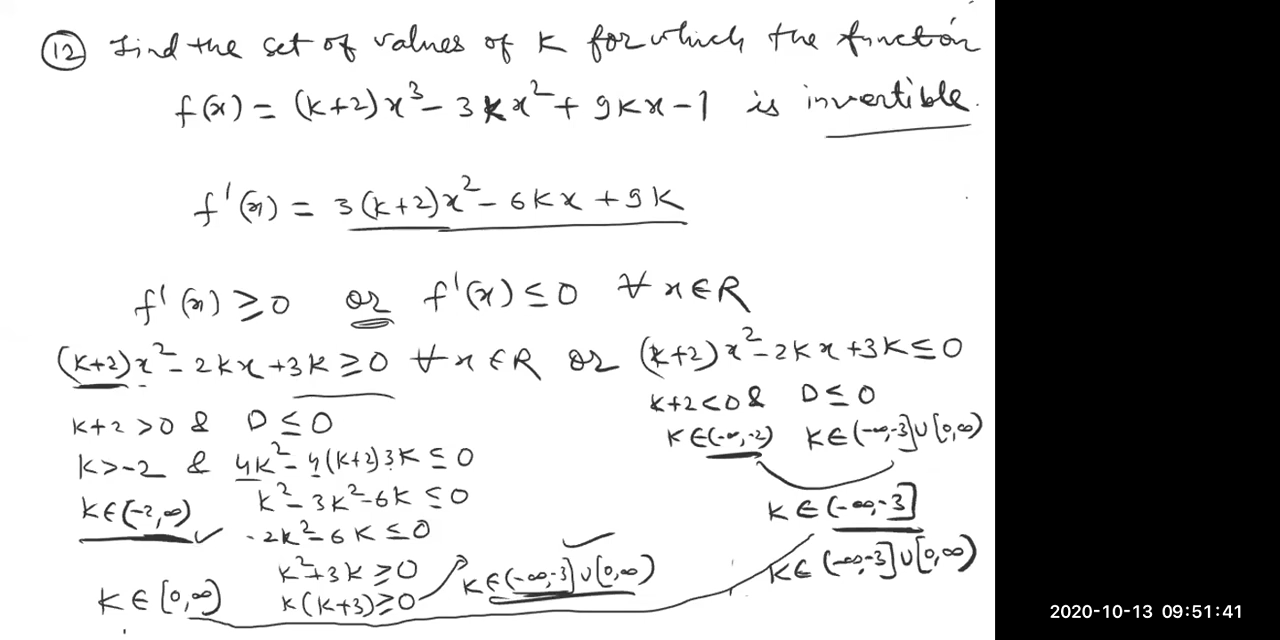 12 Find the set of values of K for which the function
f(x) = (K+2)x³ - 3Kx² + 9Kx - 1 is invertible.
f'(x) = 3(K+2)x² - 6Kx + 9K
f'(x) ≥ 0 or f'(x) ≤ 0 ∀ x ∈ R
(K+2)x² - 2Kx + 3K ≥ 0 ∀ x ∈ R or (K+2)x² - 2Kx + 3K ≤ 0
K+2 > 0 & D ≤ 0
K > -2 & 4K² - 4(K+2)3K ≤ 0
K ∈ (-2, ∞) K² - 3K² - 6K ≤ 0
-2K² - 6K ≤ 0
K² + 3K ≥ 0
K(K+3) ≥ 0
K ∈ (-∞, -3] ∪ [0, ∞)
K ∈ [0, ∞)
K+2 < 0 & D ≤ 0
K ∈ (-∞, -2) K ∈ (-∞, -3] ∪ [0, ∞)
K ∈ (-∞, -3]
K ∈ (-∞, -3] ∪ [0, ∞)
2020-10-13 09:51:41